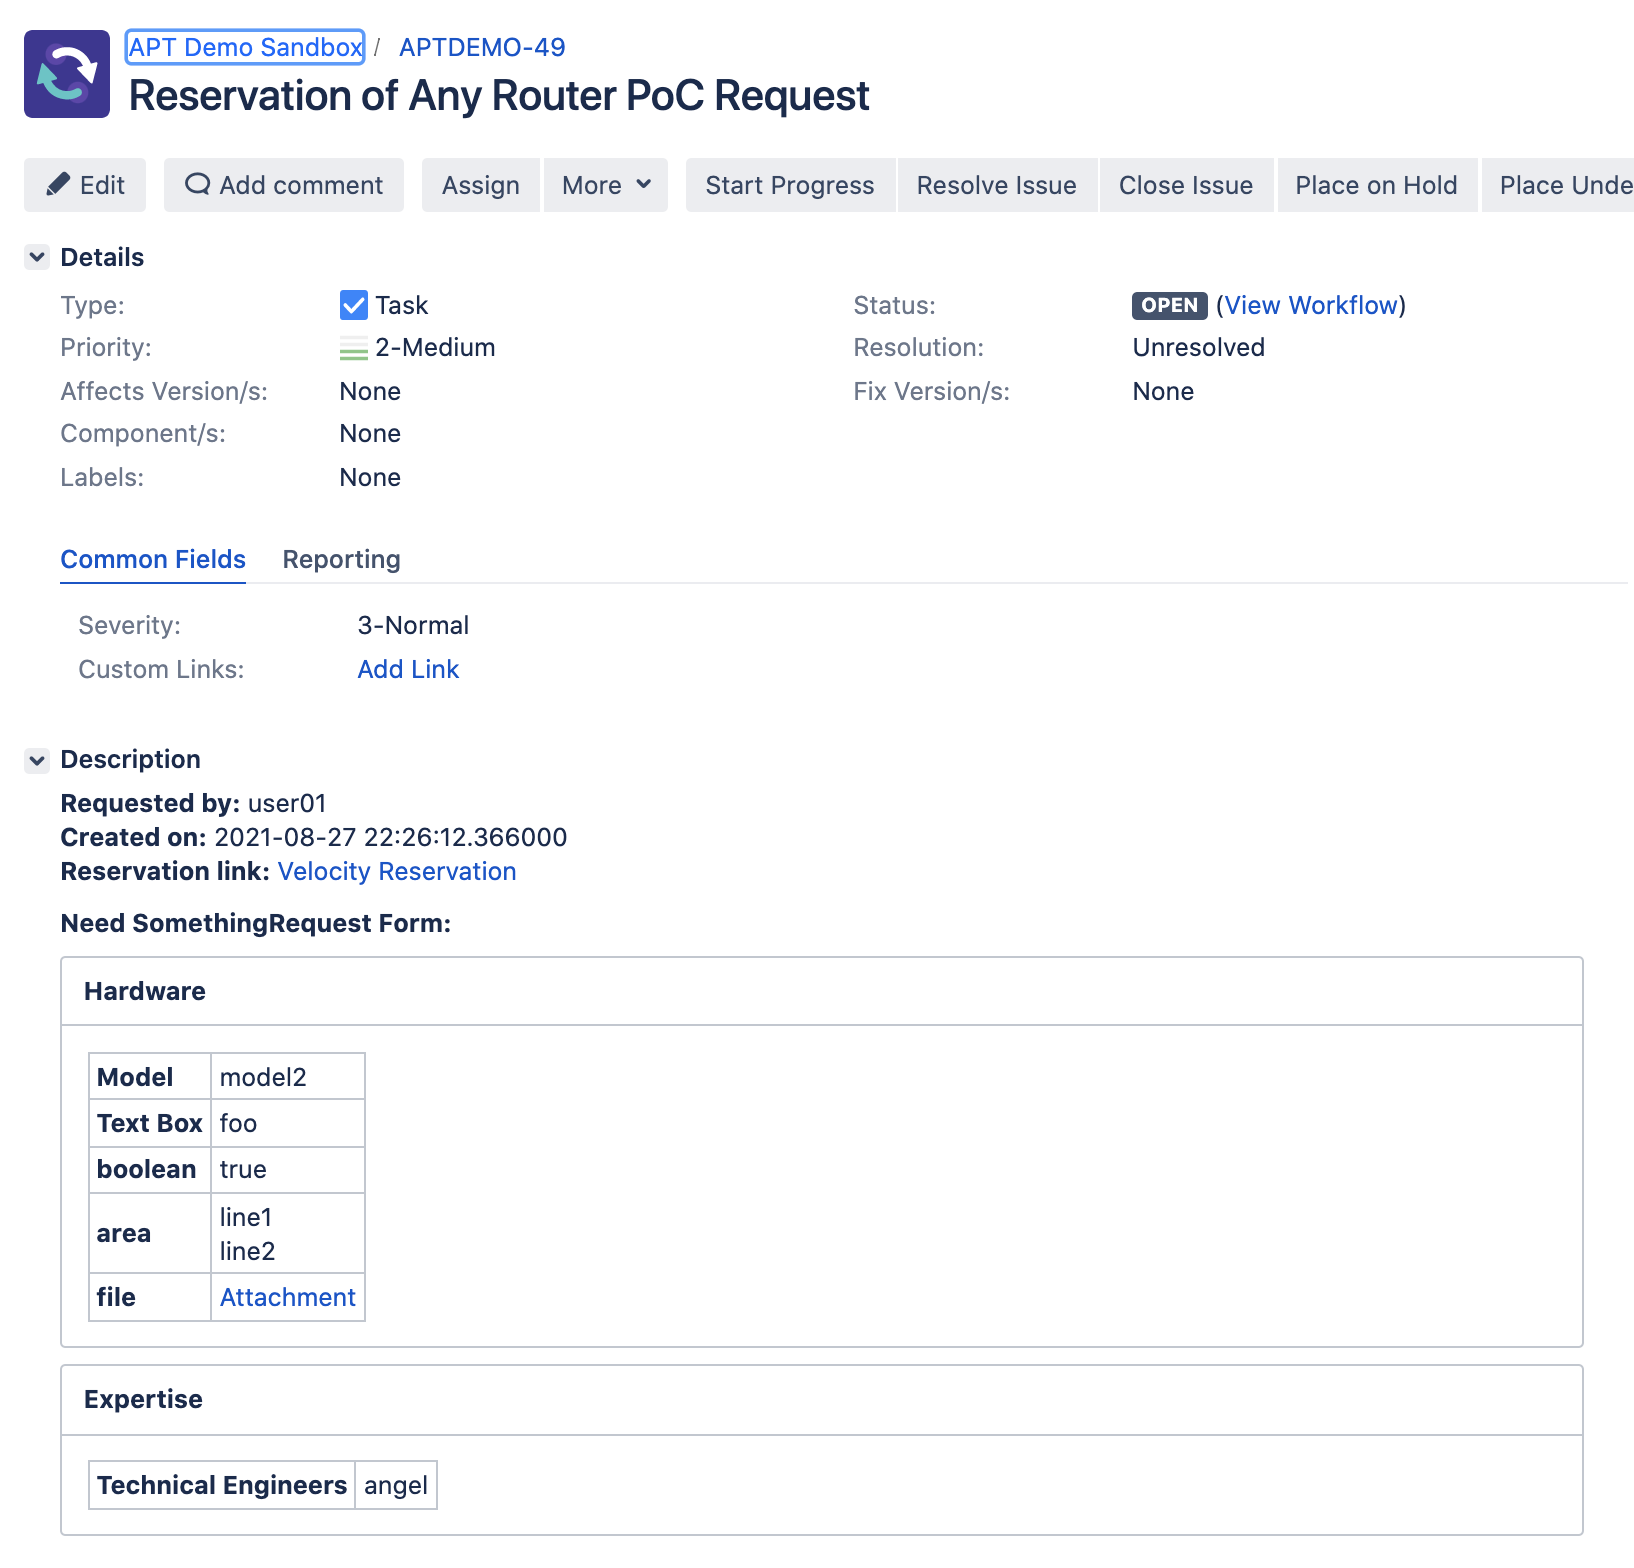 APT Demo Sandbox / APTDEMO-49
Reservation of Any Router PoC Request
Edit Add comment Assign More Start Progress Resolve Issue Close Issue Place on Hold Place Unde
Details
Type: Task Status: OPEN (View Workflow)
Priority: 2-Medium Resolution: Unresolved
Affects Version/s: None Fix Version/s: None
Component/s: None
Labels: None
Common Fields Reporting
Severity: 3-Normal
Custom Links: Add Link
Description
Requested by: user01
Created on: 2021-08-27 22:26:12.366000
Reservation link: Velocity Reservation
Need SomethingRequest Form:
Hardware
Model model2
Text Box foo
boolean true
area line1
line2
file Attachment
Expertise
Technical Engineers angel